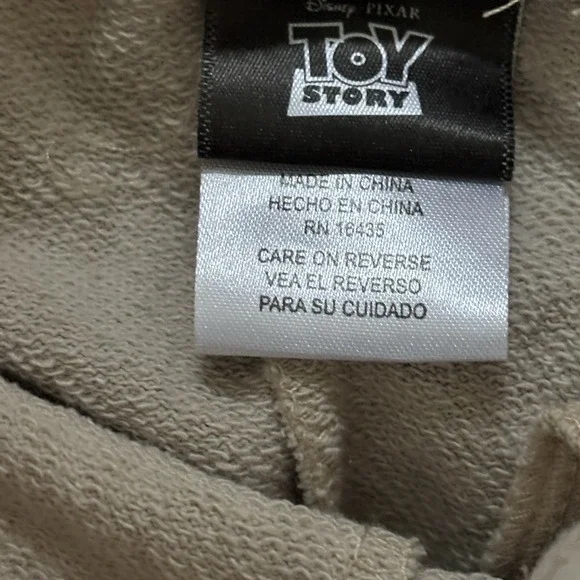 Disney PIXAR
TOY
STORY
MADE IN CHINA
HECHO EN CHINA
RN 16435
CARE ON REVERSE
VEA EL REVERSO
PARA SU CUIDADO